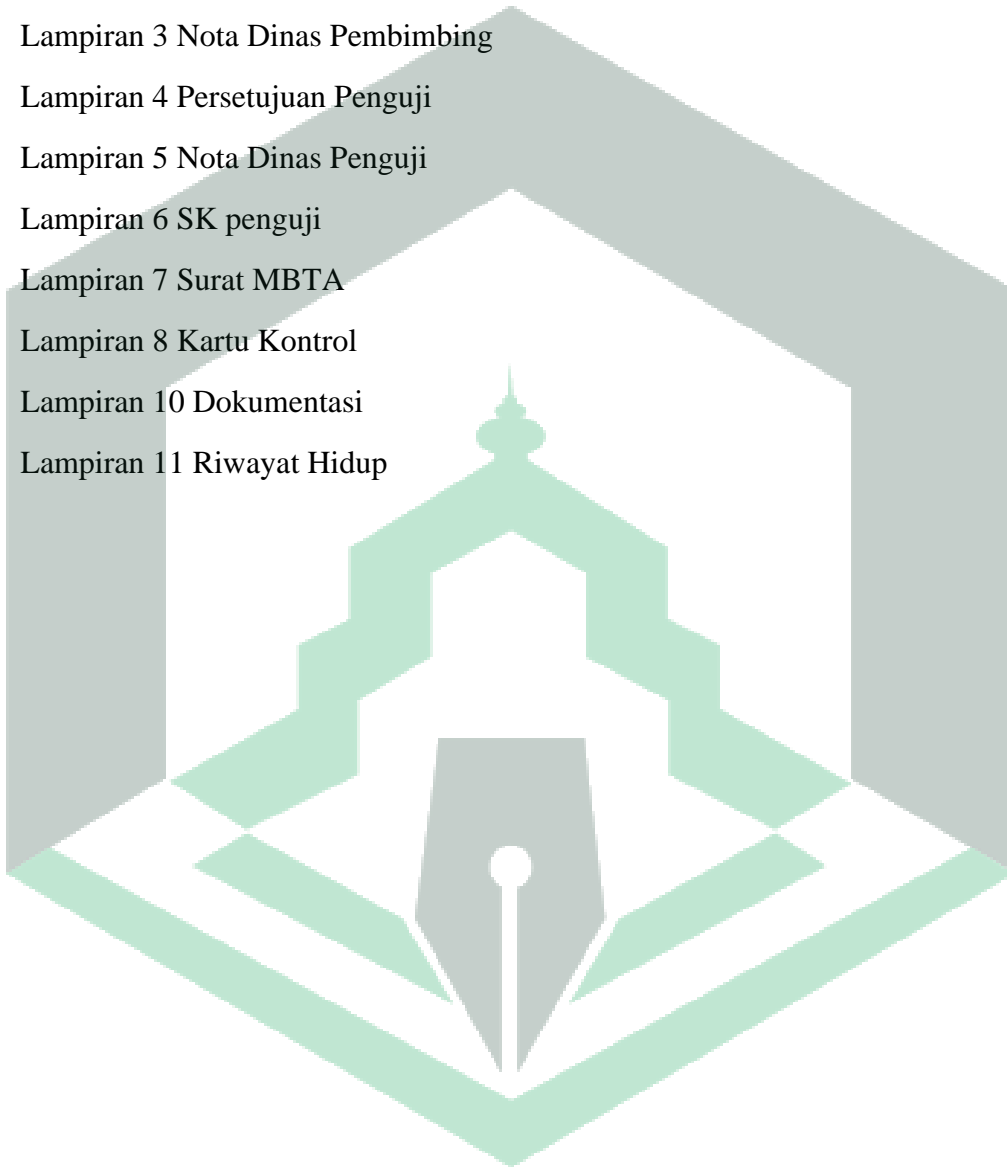 Lampiran 3 Nota Dinas Pembimbing
Lampiran 4 Persetujuan Penguji
Lampiran 5 Nota Dinas Penguji
Lampiran 6 SK penguji
Lampiran 7 Surat MBTA
Lampiran 8 Kartu Kontrol
Lampiran 10 Dokumentasi
Lampiran 11 Riwayat Hidup